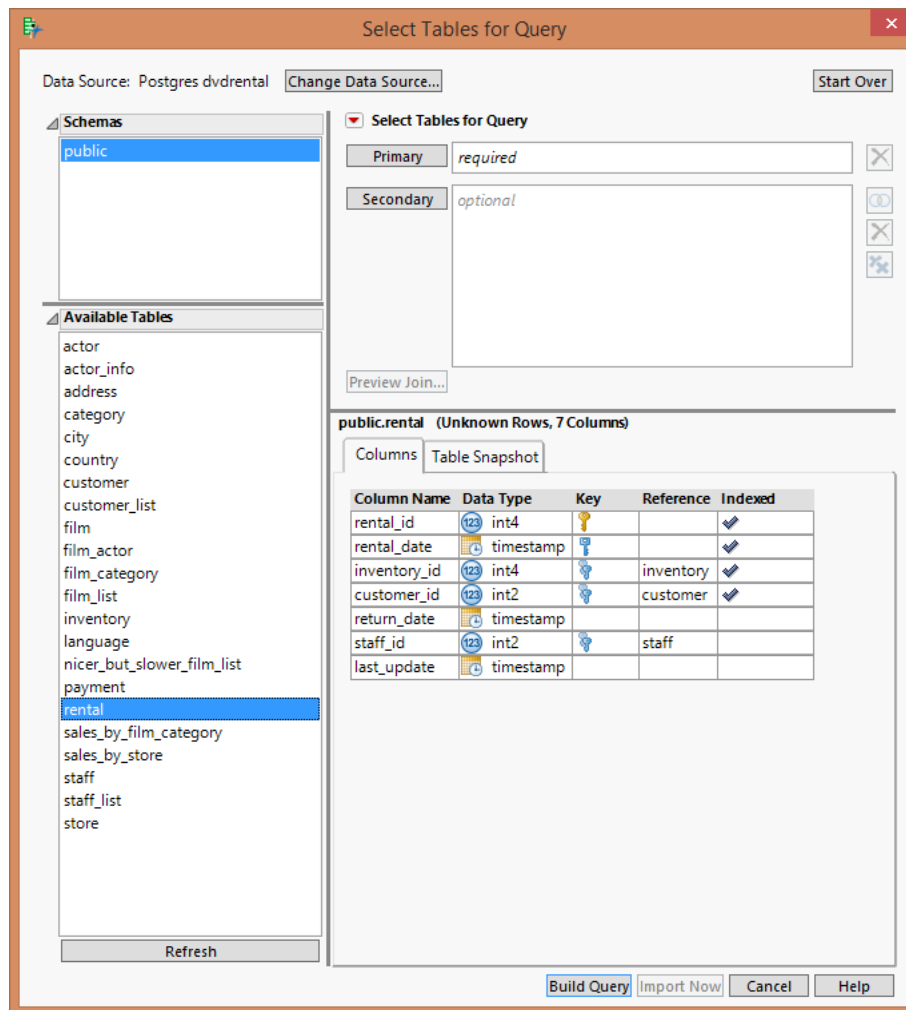 Select Tables for Query
Data Source: Postgres dvdrental Change Data Source... Start Over
Schemas
public
Select Tables for Query
Primary required
Secondary optional
Preview Join...
Available Tables
actor
actor_info
address
category
city
country
customer
customer_list
film
film_actor
film_category
film_list
inventory
language
nicer_but_slower_film_list
payment
rental
sales_by_film_category
sales_by_store
staff
staff_list
store
Refresh
public.rental (Unknown Rows, 7 Columns)
Columns Table Snapshot
Column Name Data Type Key Reference Indexed
rental_id 123 int4
rental_date timestamp
inventory_id 123 int4 inventory
customer_id 123 int2 customer
return_date timestamp
staff_id 123 int2 staff
last_update timestamp
Build Query Import Now Cancel Help